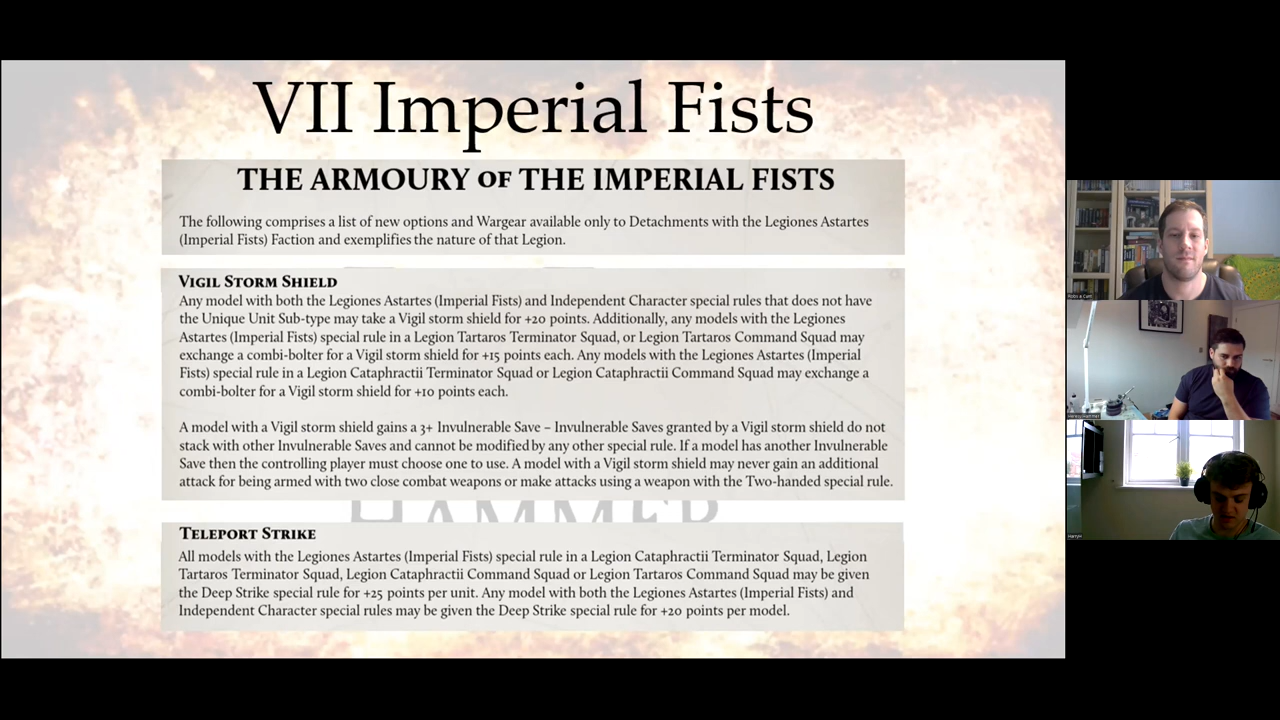 VII Imperial Fists
THE ARMOURY OF THE IMPERIAL FISTS
The following comprises a list of new options and Wargear available only to Detachments with the Legiones Astartes
(Imperial Fists) Faction and exemplifies the nature of that Legion.
VIGIL STORM SHIELD
Any model with both the Legiones Astartes (Imperial Fists) and Independent Character special rules that does not have
the Unique Unit Sub-type may take a Vigil storm shield for +20 points. Additionally, any models with the Legiones
Astartes (Imperial Fists) special rule in a Legion Tartaros Terminator Squad, or Legion Tartaros Command Squad may
exchange a combi-bolter for a Vigil storm shield for +15 points each. Any models with the Legiones Astartes (Imperial
Fists) special rule in a Legion Cataphractii Terminator Squad or Legion Cataphractii Command Squad may exchange a
combi-bolter for a Vigil storm shield for +10 points each.
A model with a Vigil storm shield gains a 3+ Invulnerable Save – Invulnerable Saves granted by a Vigil storm shield do not
stack with other Invulnerable Saves and cannot be modified by any other special rule. If a model has another Invulnerable
Save then the controlling player must choose one to use. A model with a Vigil storm shield may never gain an additional
attack for being armed with two close combat weapons or make attacks using a weapon with the Two-handed special rule.
HAMMER
TELEPORT STRIKE
All models with the Legiones Astartes (Imperial Fists) special rule in a Legion Cataphractii Terminator Squad, Legion
Tartaros Terminator Squad, Legion Cataphractii Command Squad or Legion Tartaros Command Squad may be given
the Deep Strike special rule for +25 points per unit. Any model with both the Legiones Astartes (Imperial Fists) and
Independent Character special rules may be given the Deep Strike special rule for +20 points per model.